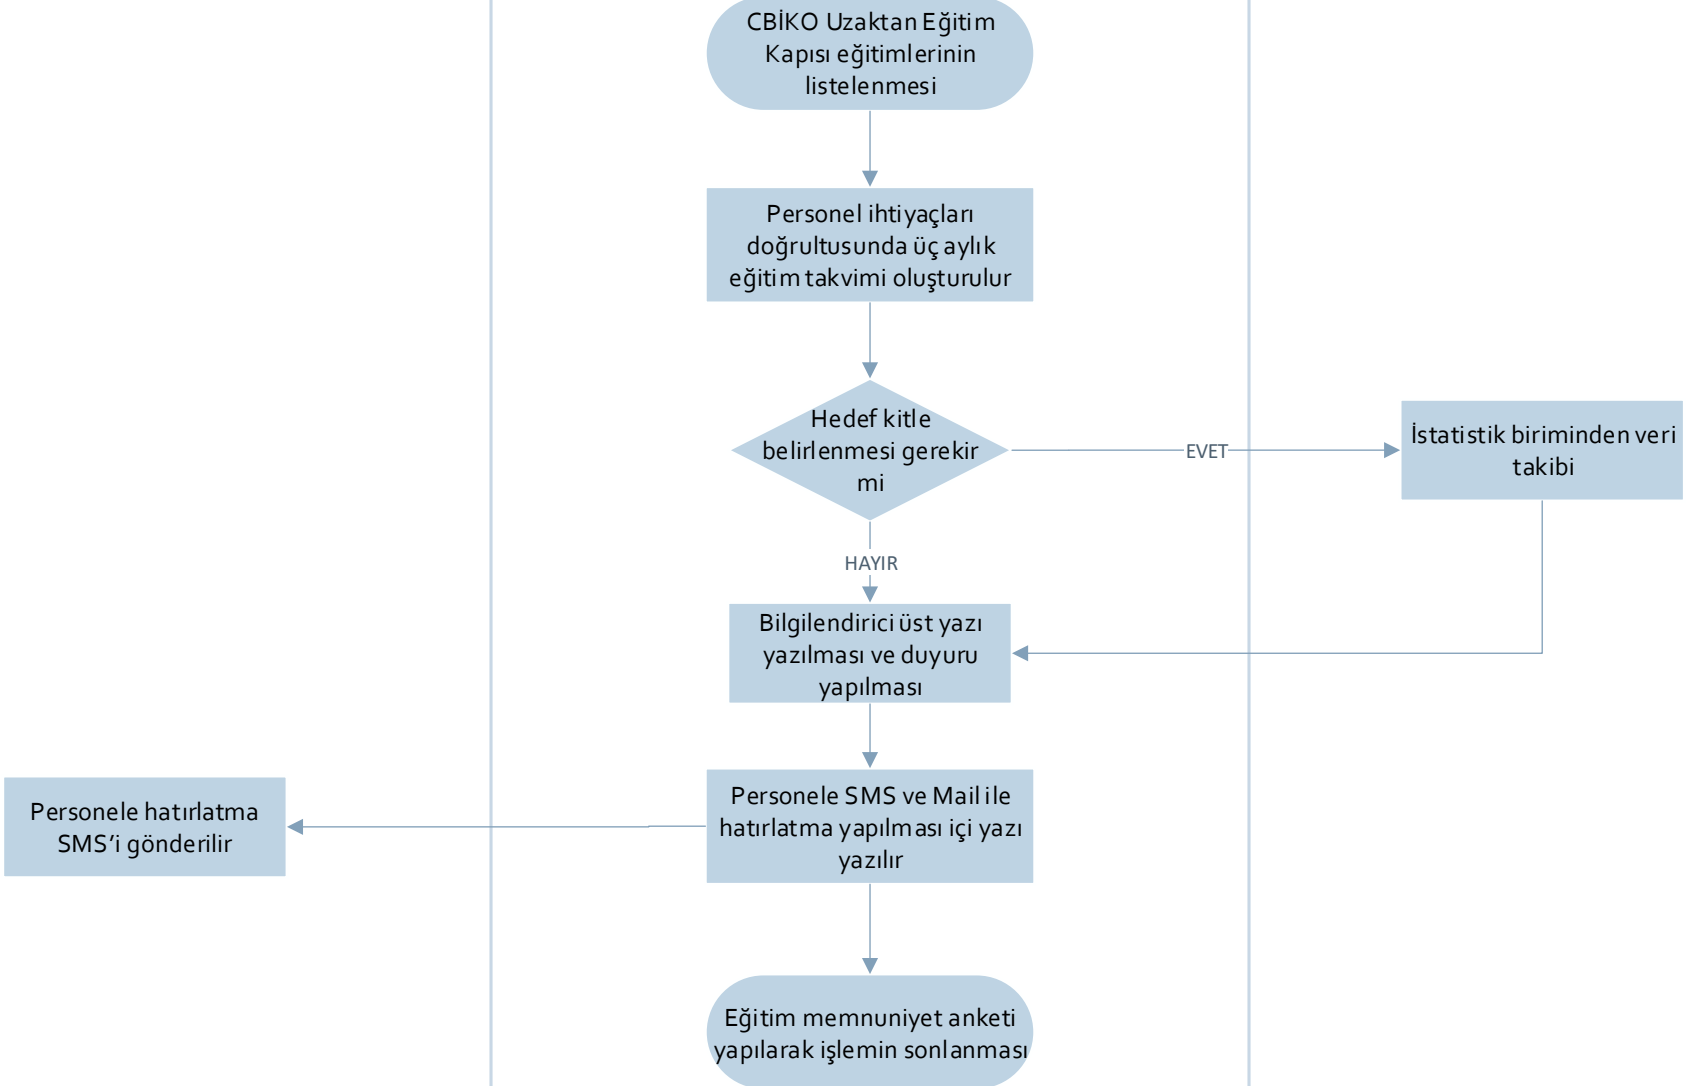 CBİKO Uzaktan Eğitim
Kapısı eğitimlerinin
listelenmesi
Personel ihtiyaçları
doğrultusunda üç aylık
eğitim takvimi oluşturulur
Hedef kitle
belirlenmesi gerekir
mi
EVET
İstatistik biriminden veri
takibi
HAYIR
Bilgilendirici üst yazı
yazılması ve duyuru
yapılması
Personele hatırlatma
SMS’i gönderilir
Personele SMS ve Mail ile
hatırlatma yapılması içi yazı
yazılır
Eğitim memnuniyet anketi
yapılarak işlemin sonlanması